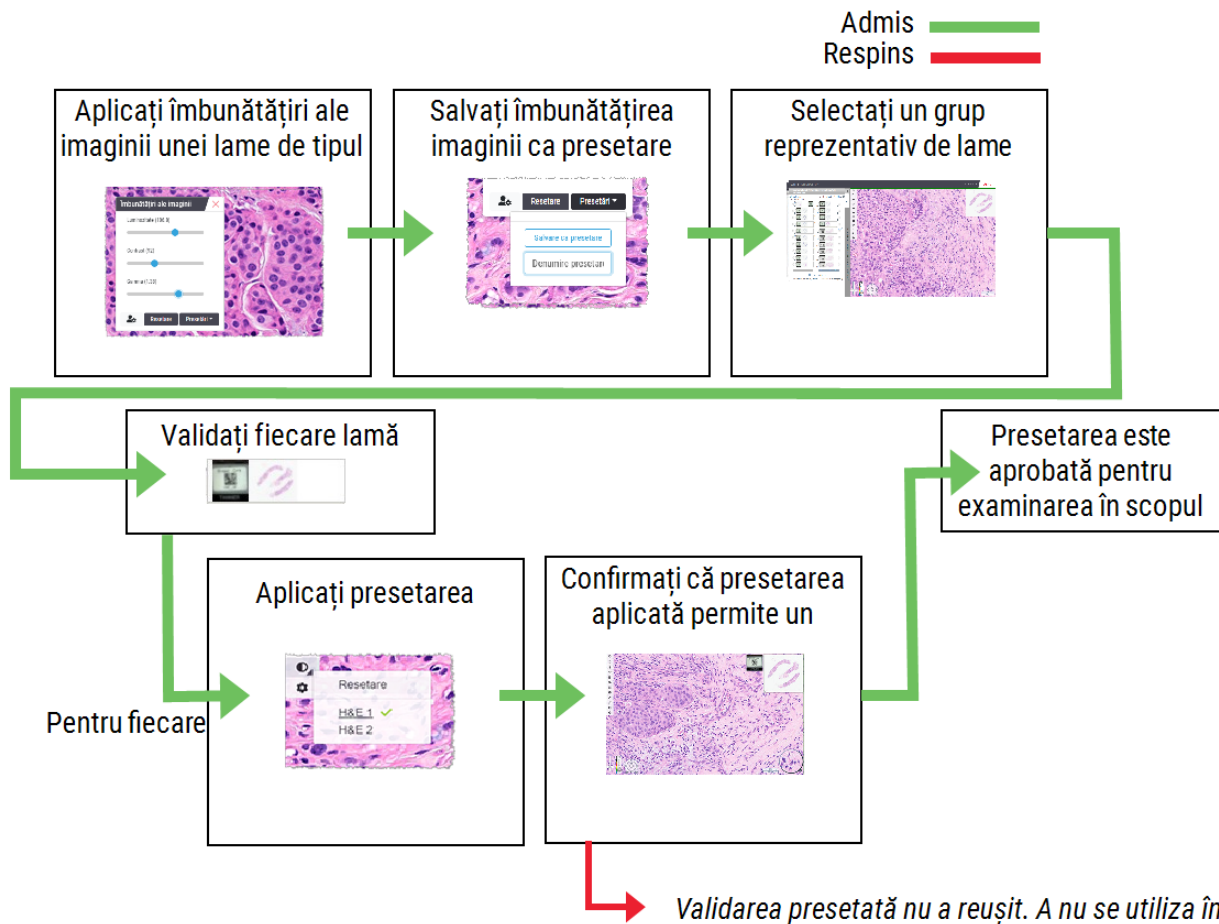 Admis
Respins
Aplicați îmbunătățiri ale
imaginii unei lame de tipul
Îmbunătățiri ale imaginii
Resetare
Presetări
Salvați îmbunătățirea
imaginii ca presetare
Resetare
Presetări
Salvare ca presetare
Denumire presetare
Selectați un grup
reprezentativ de lame
Validați fiecare lamă
Presetarea este
aprobată pentru
examinarea în scopul
Aplicați presetarea
Resetare
H&E 1
H&E 2
Confirmați că presetarea
aplicată permite un
Pentru fiecare
Validarea presetată nu a reușit. A nu se utiliza în